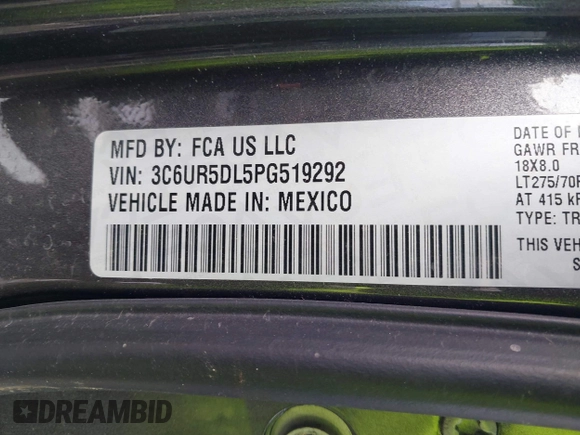 MFD BY: FCA US LLC
VIN: 3C6UR5DL5PG519292
VEHICLE MADE IN: MEXICO
DATE OF
GAWR FR
18X8.0
LT275/70R
AT 415 kP
TYPE: TR
THIS VEH
S
DREAMBID